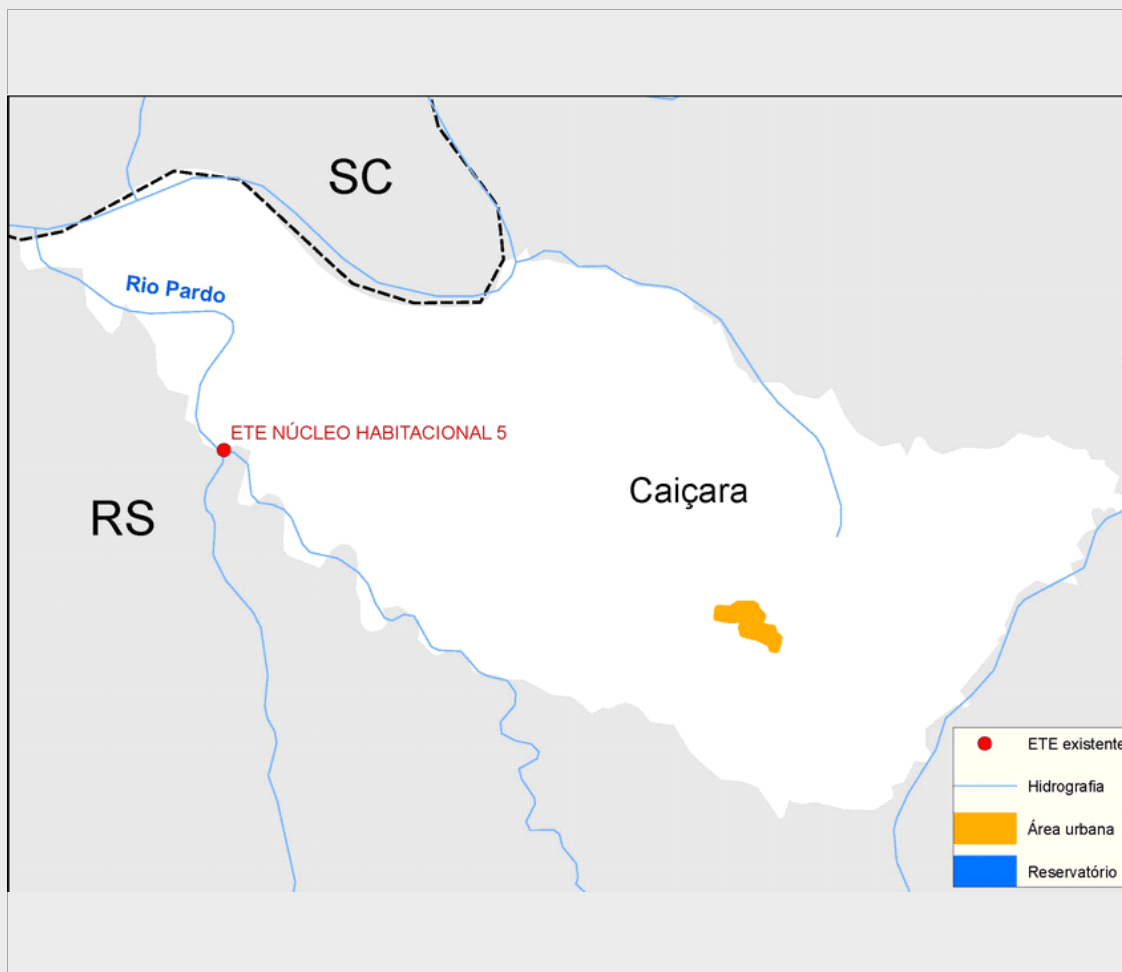 SC
Rio Pardo
ETE NÚCLEO HABITACIONAL 5
Caiçara
RS
ETE existente
Hidrografia
Área urbana
Reservatório